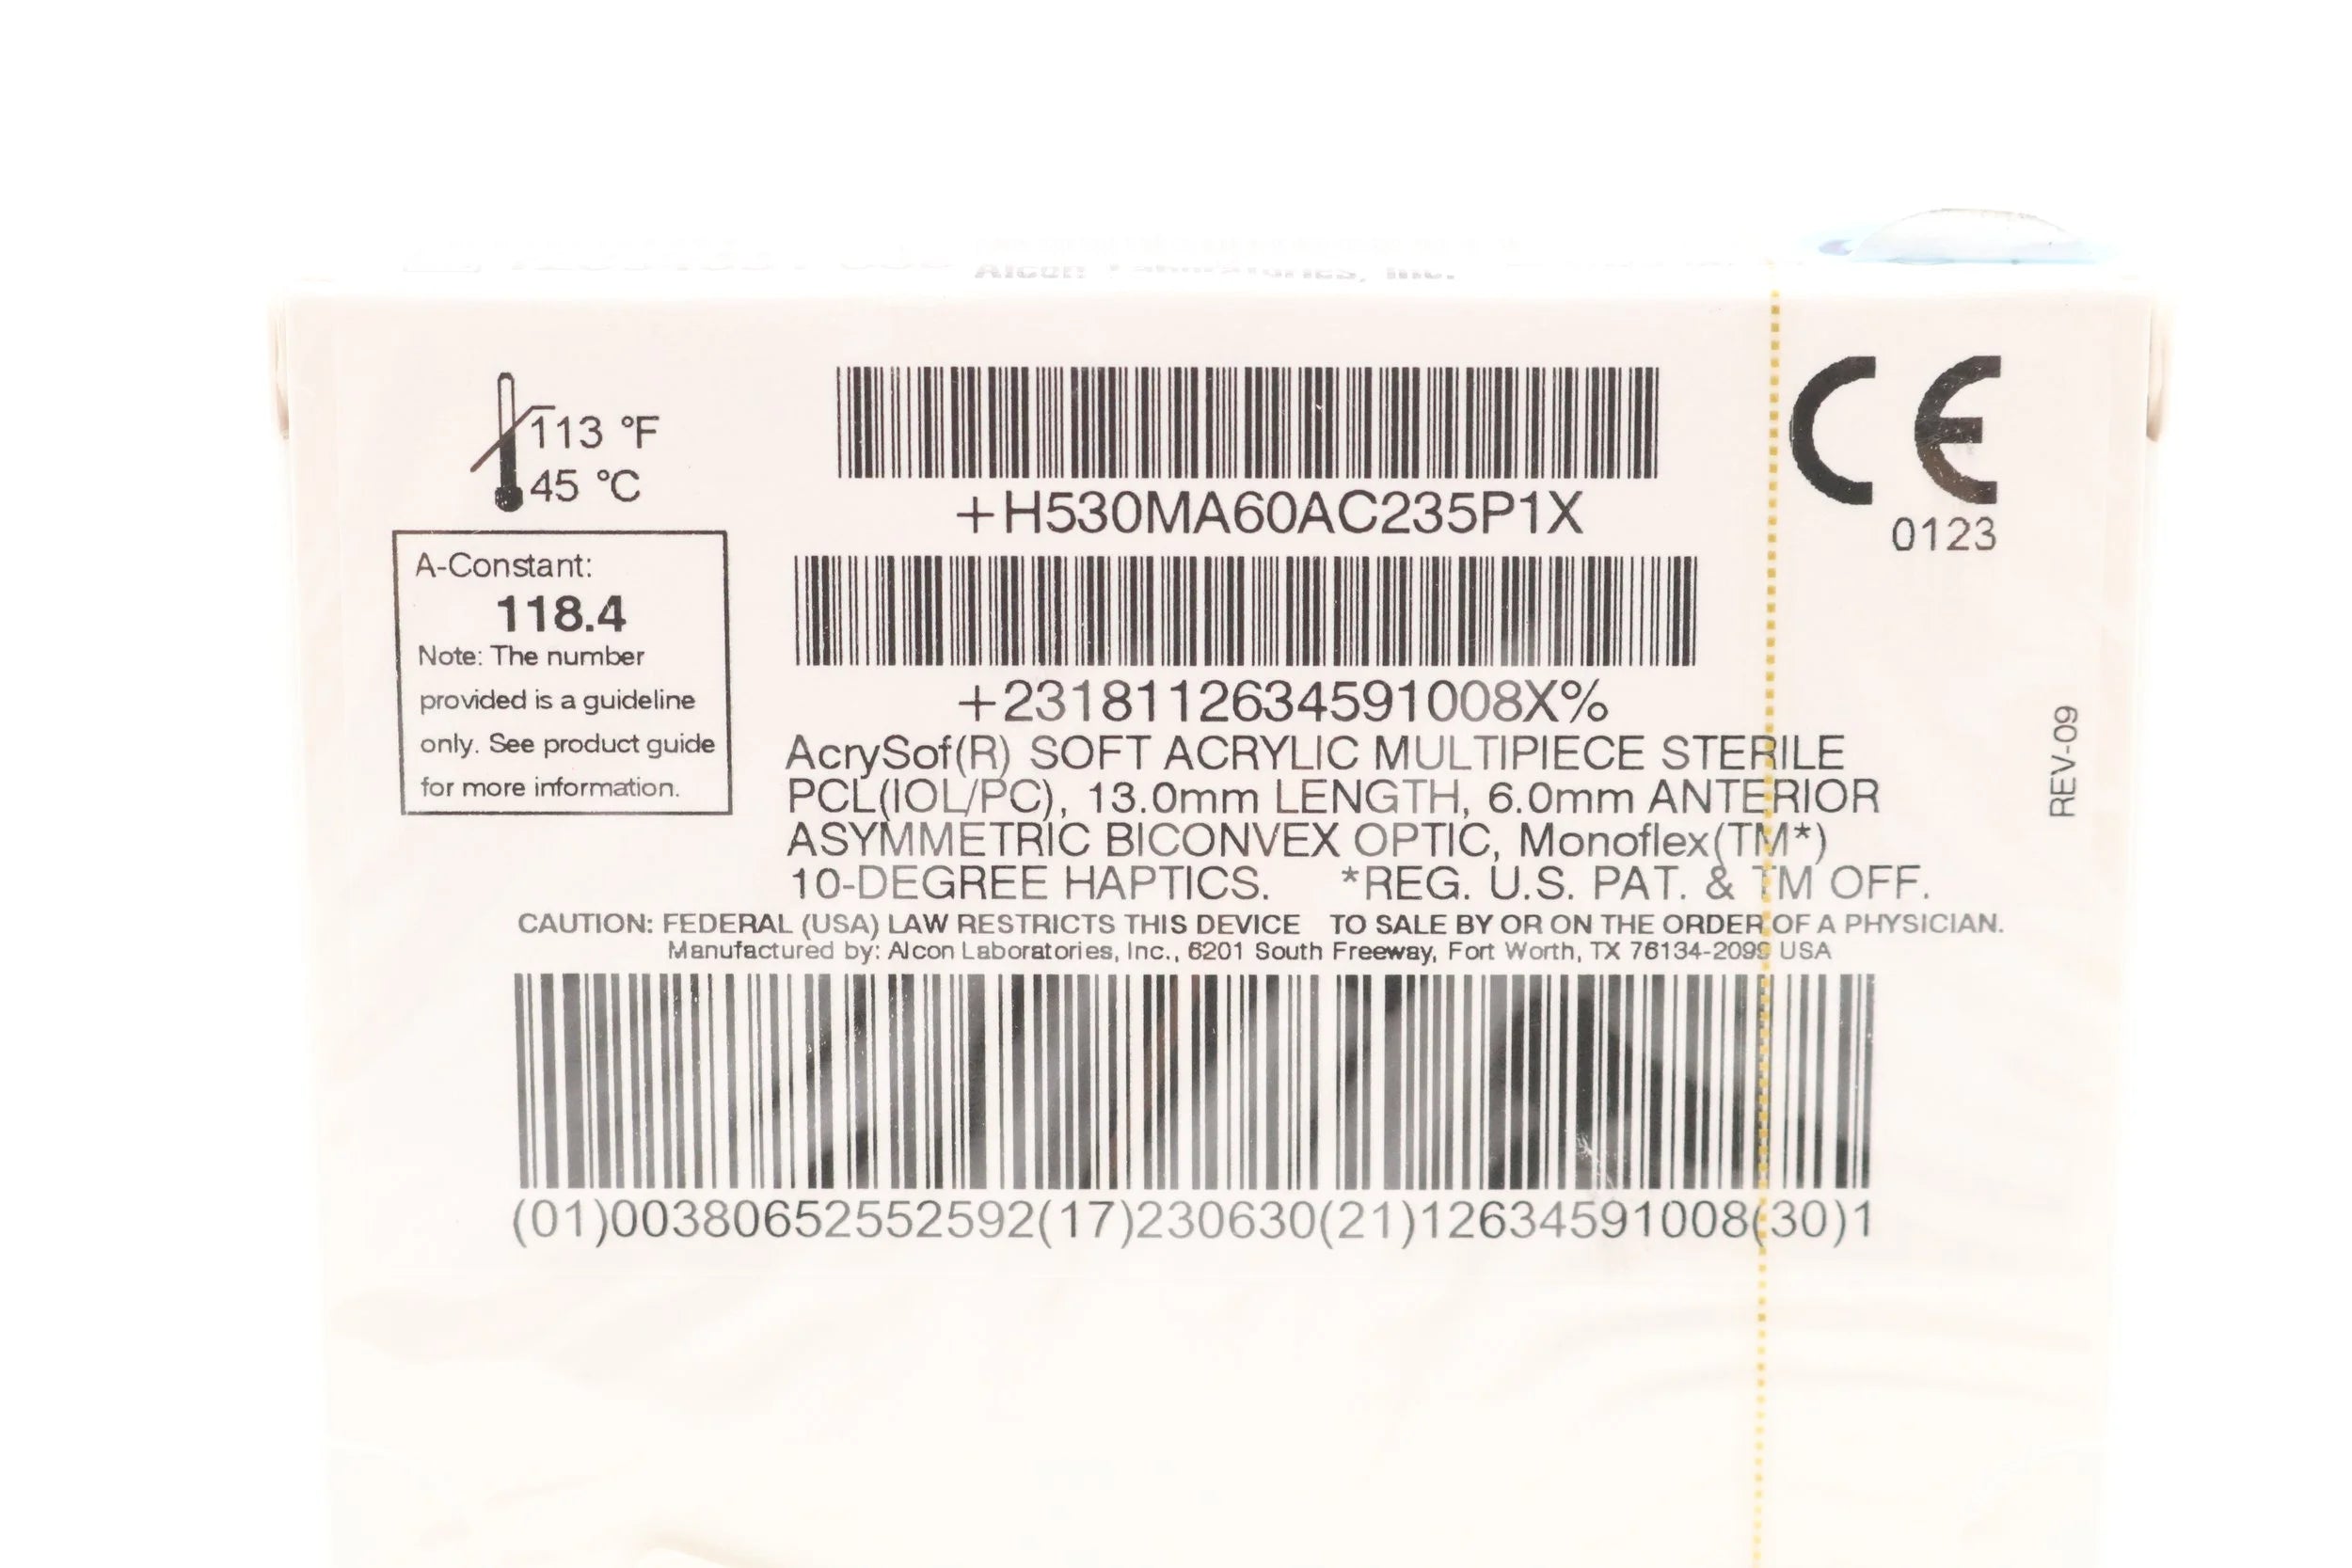 Alcon Laboratories, Inc.
113 °F
45 °C
+H530MA60AC235P1X
CE
0123
A-Constant:
118.4
Note: The number
provided is a guideline
only. See product guide
for more information.
+2318112634591008X%
AcrySof(R) SOFT ACRYLIC MULTIPIECE STERILE
PCL(IOL/PC), 13.0mm LENGTH, 6.0mm ANTERIOR
ASYMMETRIC BICONVEX OPTIC, Monoflex(TM*)
10-DEGREE HAPTICS. *REG. U.S. PAT. & TM OFF.
REV-09
CAUTION: FEDERAL (USA) LAW RESTRICTS THIS DEVICE TO SALE BY OR ON THE ORDER OF A PHYSICIAN.
Manufactured by: Alcon Laboratories, Inc., 6201 South Freeway, Fort Worth, TX 76134-2099 USA
(01)00380652552592(17)230630(21)12634591008(30)1